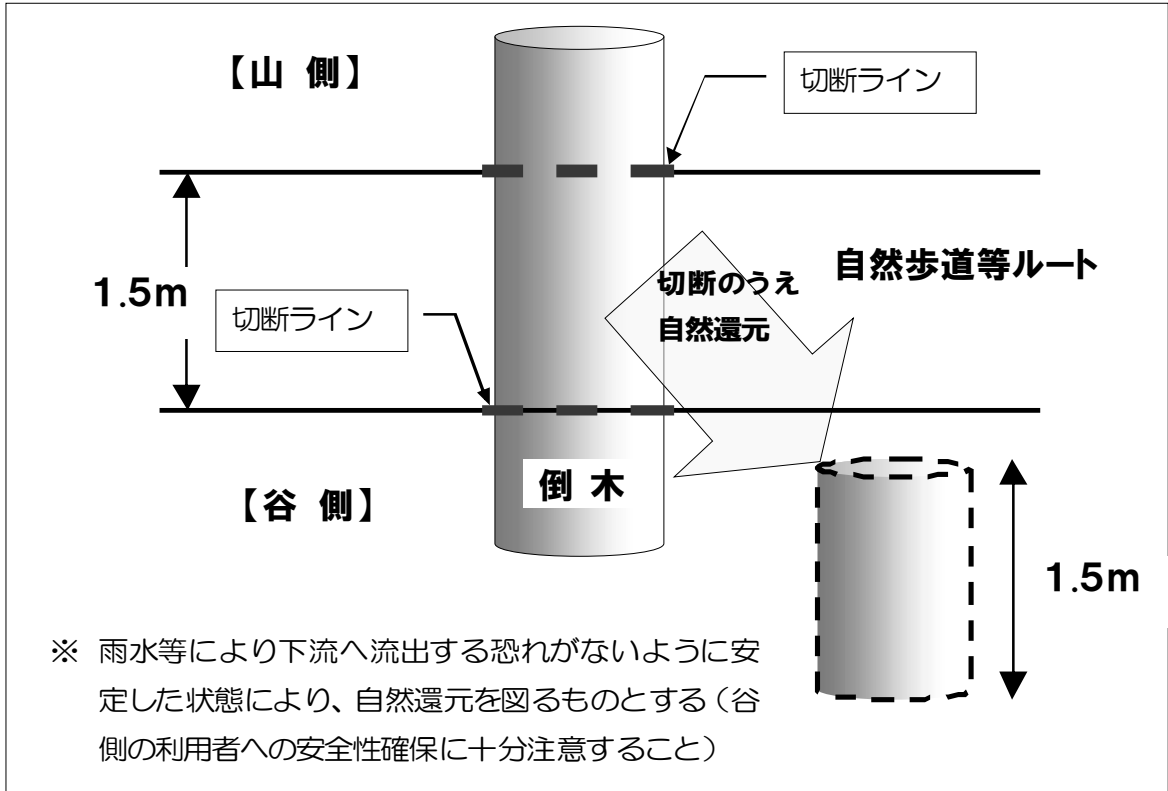 【山 側】
切断ライン
1.5m
自然歩道等ルート
切断のうえ
自然還元
切断ライン
倒 木
【谷 側】
1.5m
※ 雨水等により下流へ流出する恐れがないように安
定した状態により、自然還元を図るものとする（谷
側の利用者への安全性確保に十分注意すること）